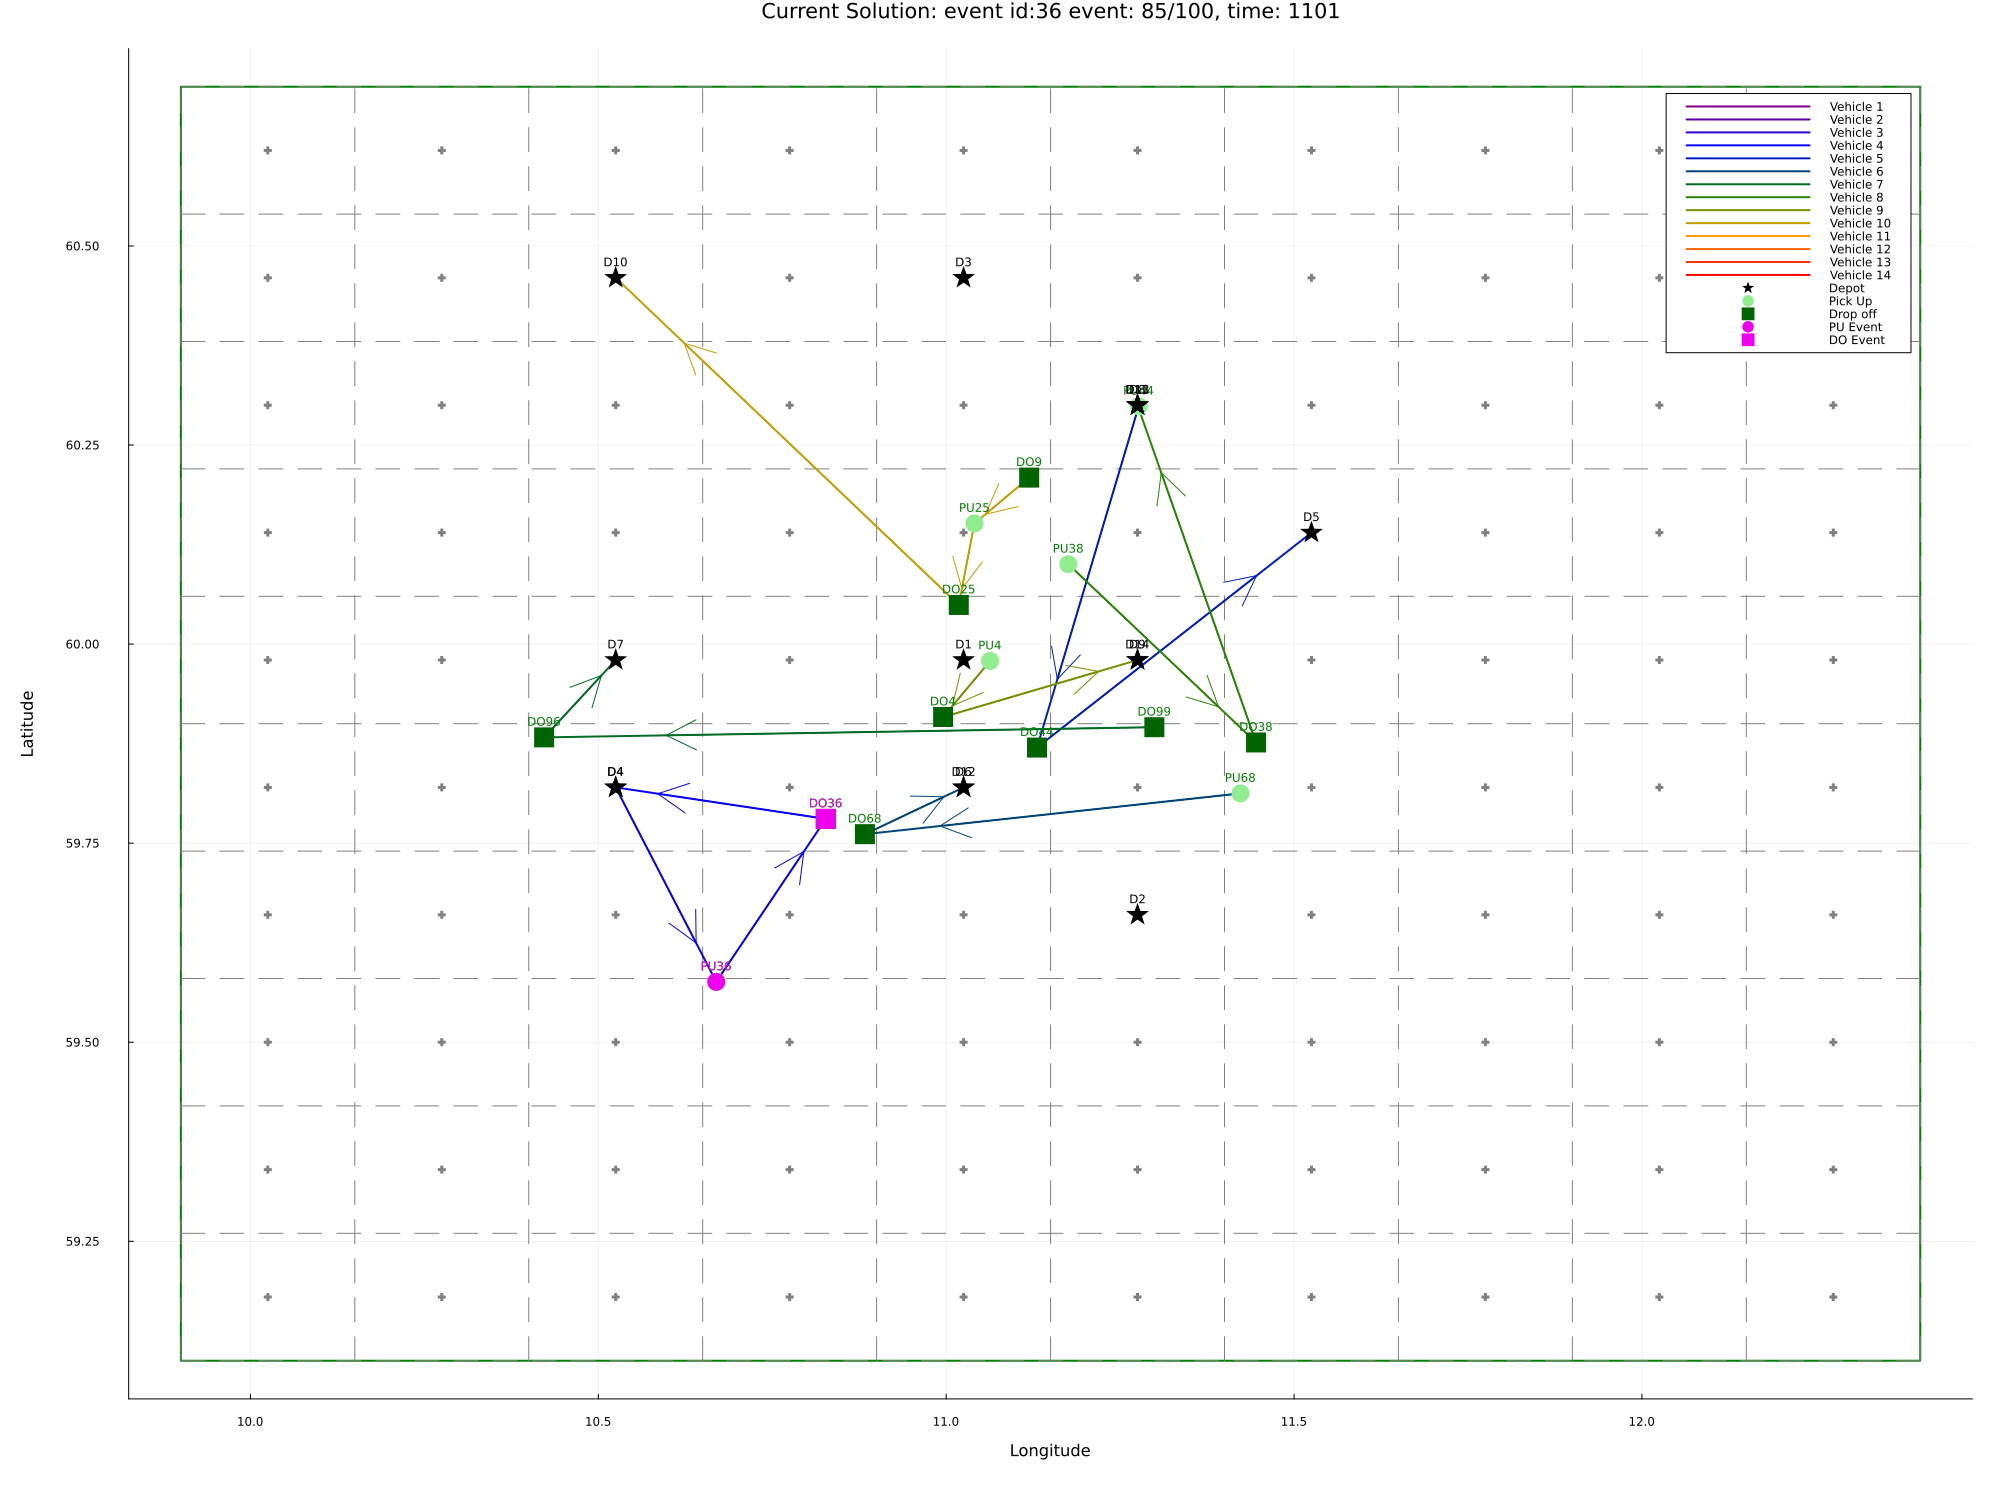 Current Solution: event id:36 event: 85/100, time: 1101
Vehicle 1
Vehicle 2
Vehicle 3
Vehicle 4
Vehicle 5
Vehicle 6
Vehicle 7
Vehicle 8
Vehicle 9
Vehicle 10
Vehicle 11
Vehicle 12
Vehicle 13
Vehicle 14
Depot
Pick Up
Drop off
PU Event
DO Event
60.50
60.25
60.00
59.75
59.50
59.25
Latitude
D10
D3
DO9
PU25
D5
PU38
DO25
D7
D1
PU4
DO4
DO99
DO96
DO38
DO44
D4
PU68
DO36
DO68
D2
PU36
10.0
10.5
11.0
11.5
12.0
Longitude